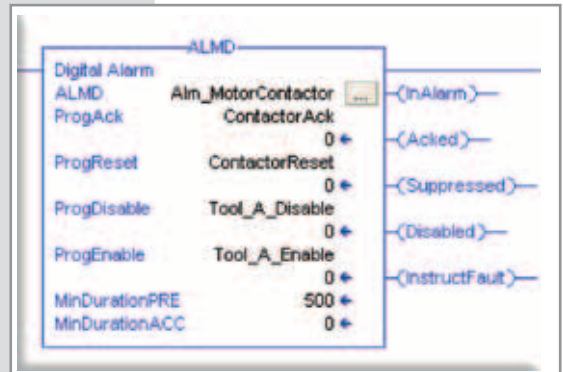 ALMD
Digital Alarm
ALMD Alm_MotorContactor ... (InAlarm)
ProgAck ContactorAck
0 (Acked)
ProgReset ContactorReset
0 (Suppressed)
ProgDisable Tool_A_Disable
0 (Disabled)
ProgEnable Tool_A_Enable
0 (InstructFault)
MinDurationPRE 500
MinDurationACC 0